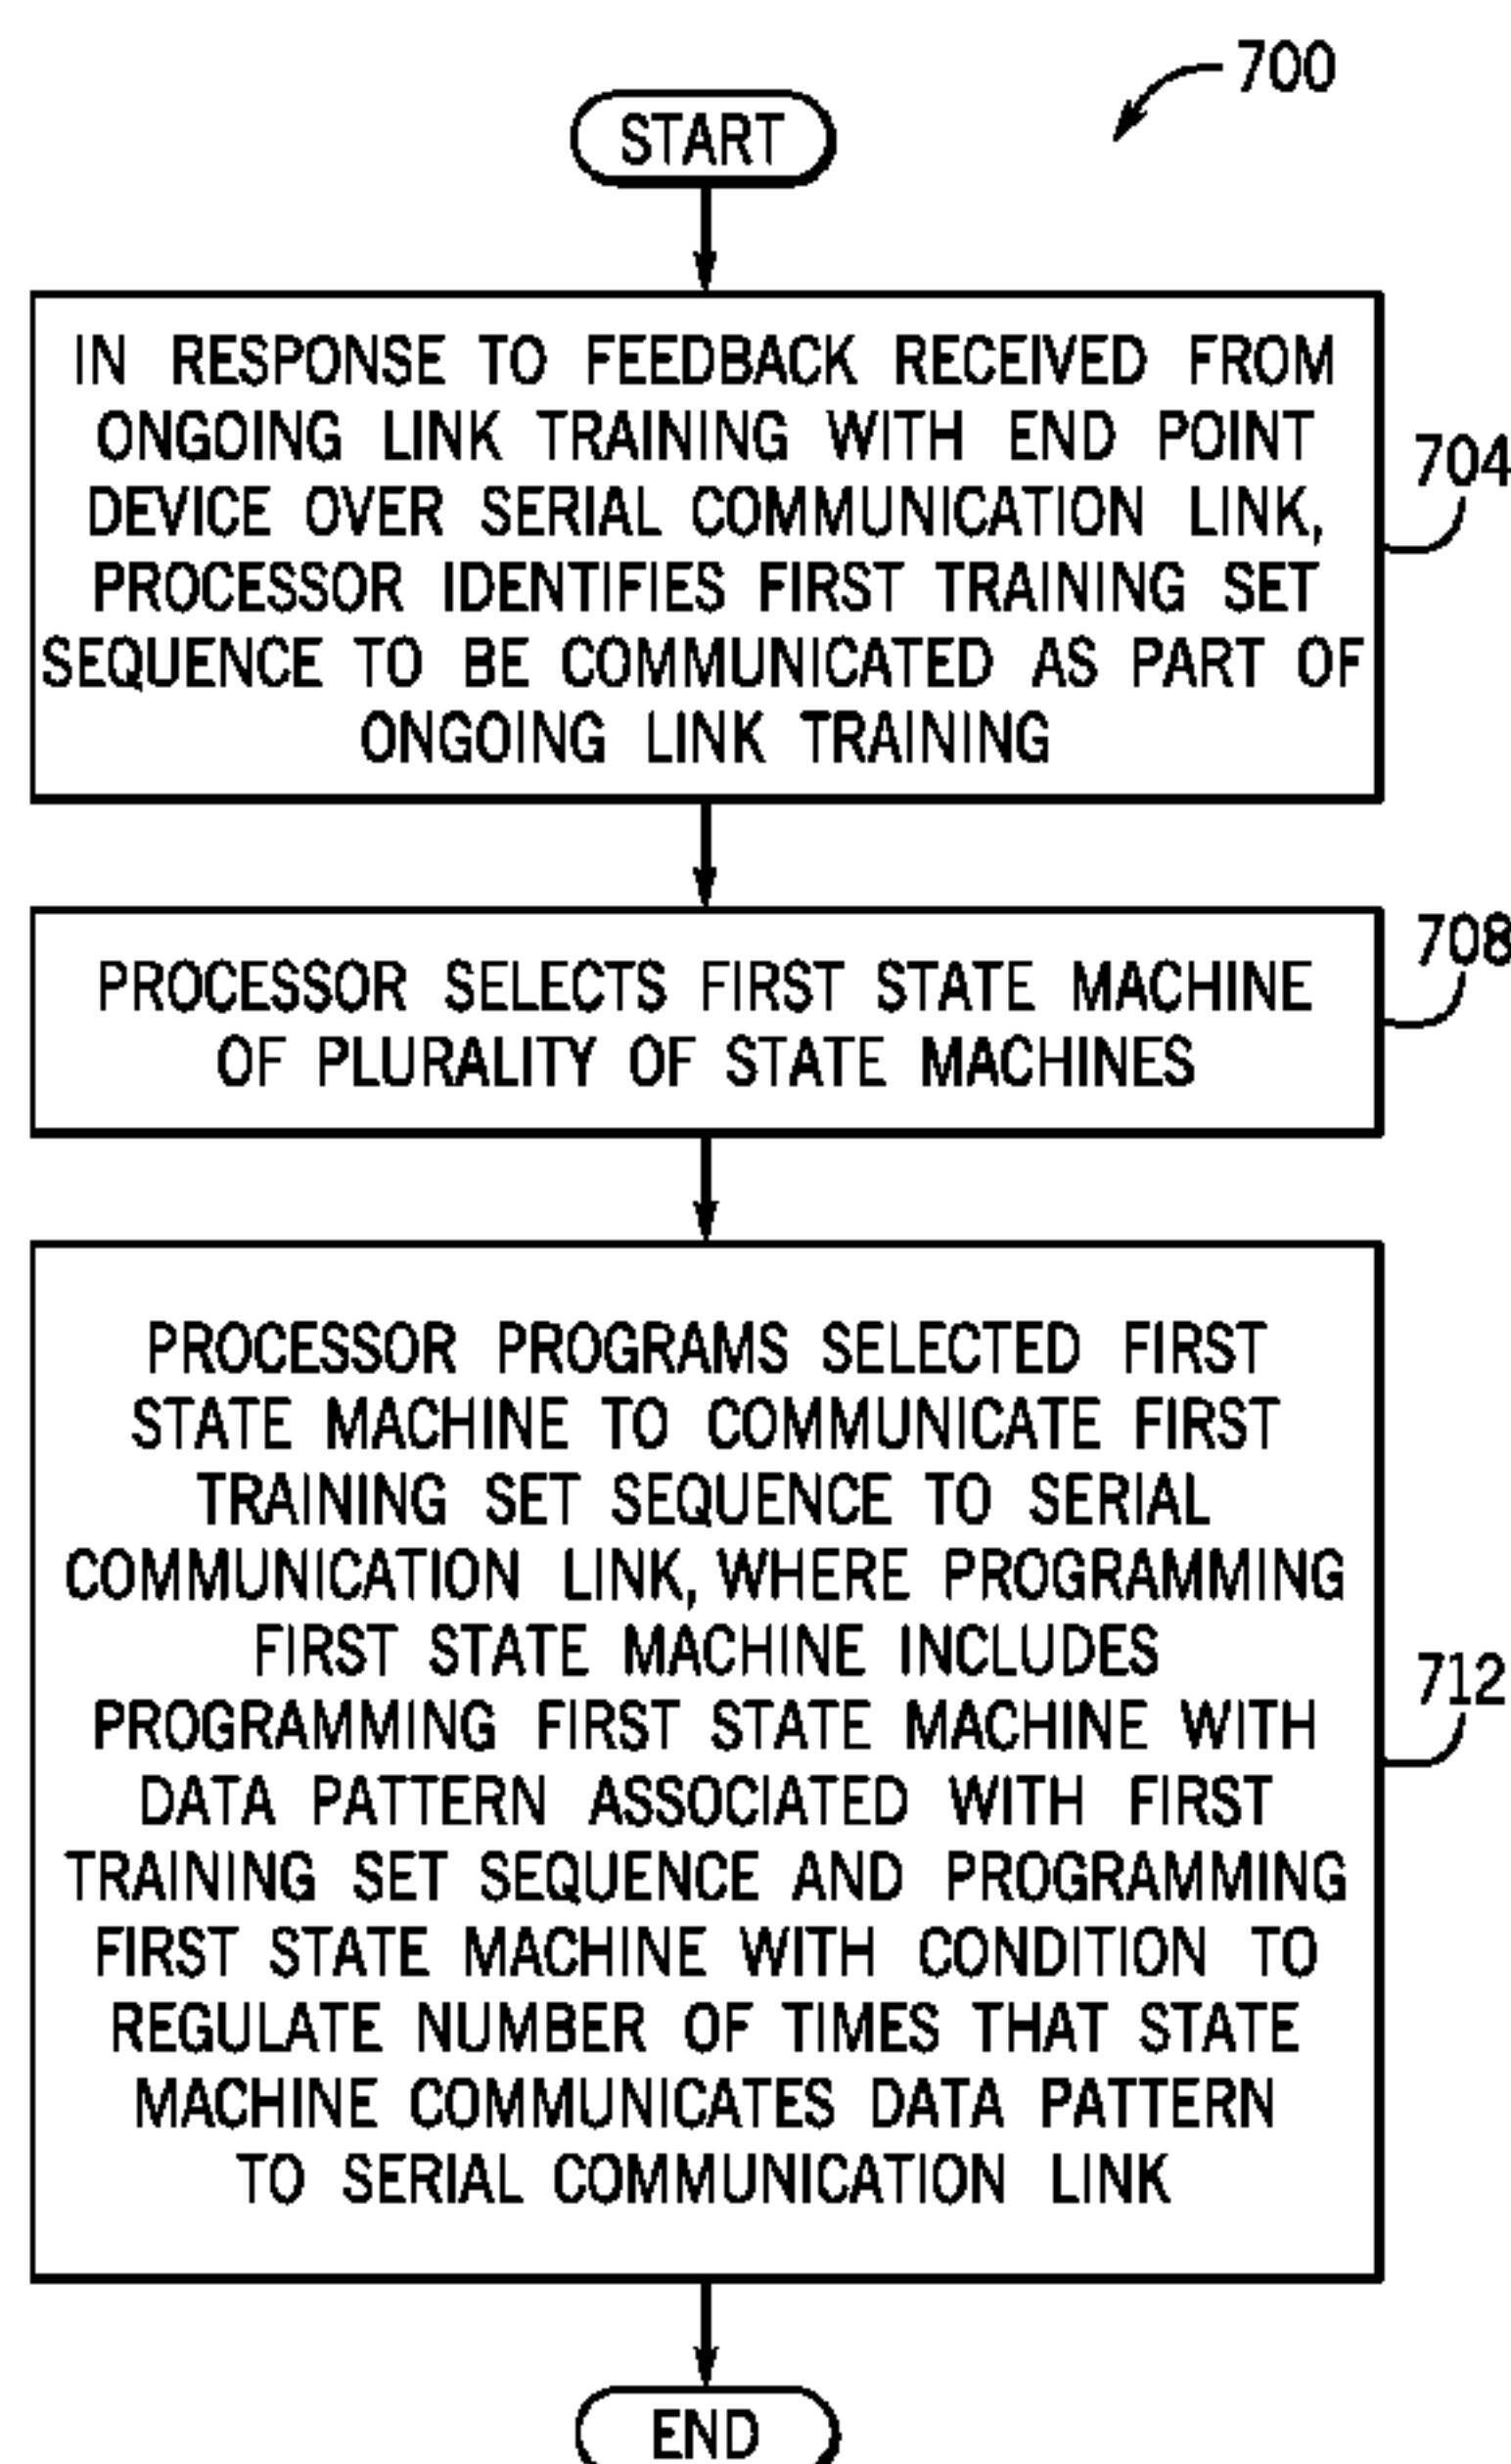 700
START
IN RESPONSE TO FEEDBACK RECEIVED FROM
ONGOING LINK TRAINING WITH END POINT
DEVICE OVER SERIAL COMMUNICATION LINK,
PROCESSOR IDENTIFIES FIRST TRAINING SET
SEQUENCE TO BE COMMUNICATED AS PART OF
ONGOING LINK TRAINING
704
PROCESSOR SELECTS FIRST STATE MACHINE
OF PLURALITY OF STATE MACHINES
708
PROCESSOR PROGRAMS SELECTED FIRST
STATE MACHINE TO COMMUNICATE FIRST
TRAINING SET SEQUENCE TO SERIAL
COMMUNICATION LINK, WHERE PROGRAMMING
FIRST STATE MACHINE INCLUDES
PROGRAMMING FIRST STATE MACHINE WITH
DATA PATTERN ASSOCIATED WITH FIRST
TRAINING SET SEQUENCE AND PROGRAMMING
FIRST STATE MACHINE WITH CONDITION TO
REGULATE NUMBER OF TIMES THAT STATE
MACHINE COMMUNICATES DATA PATTERN
TO SERIAL COMMUNICATION LINK
712
END